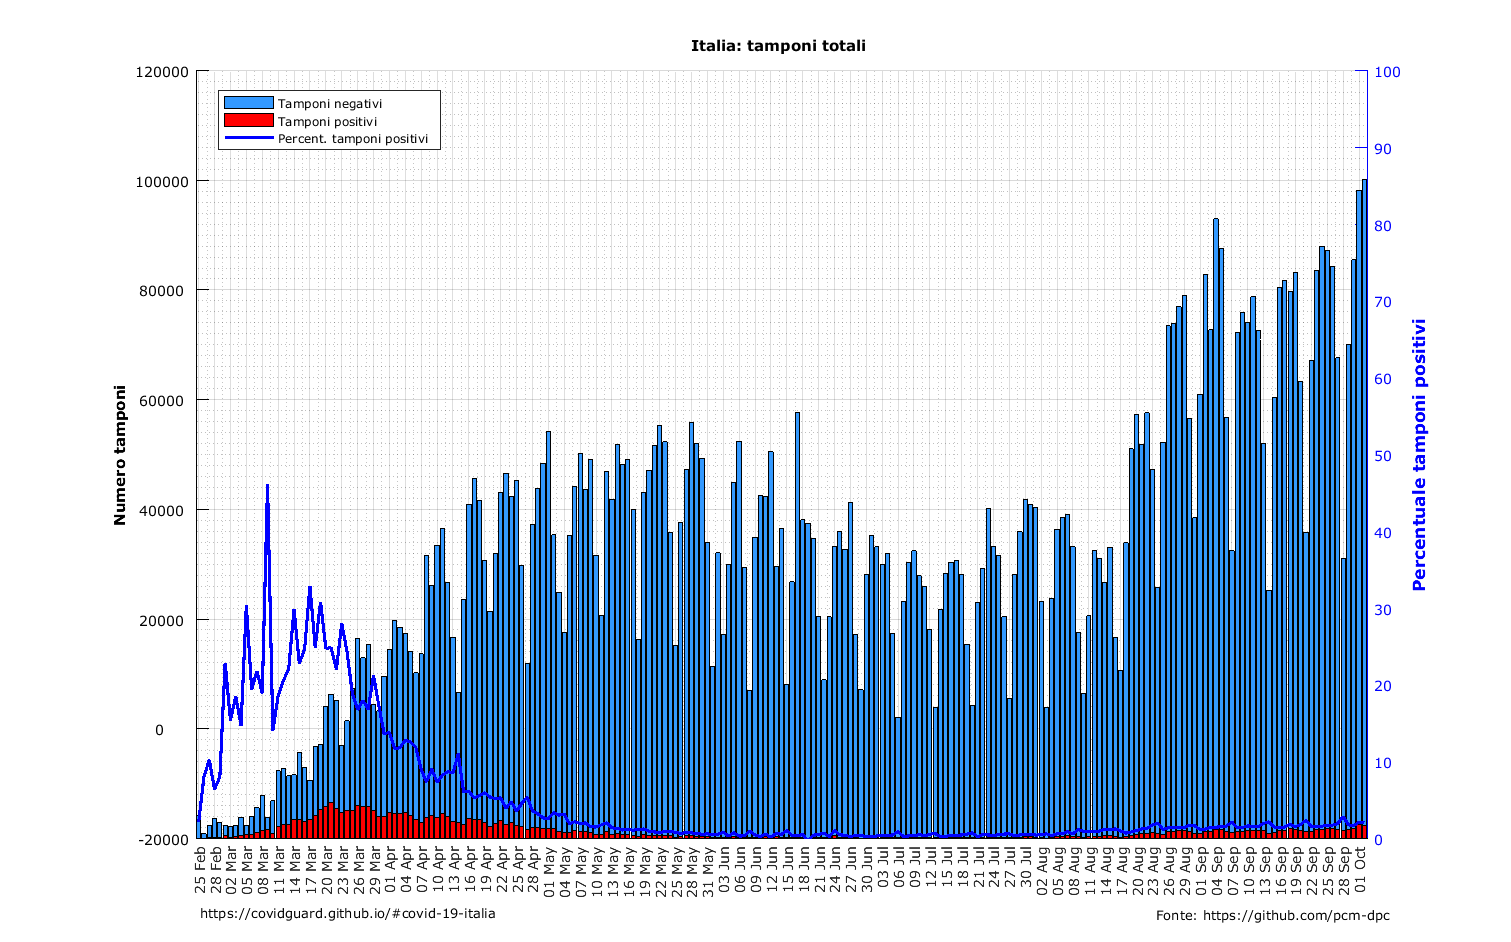 Italia: tamponi totali
Tamponi negativi
Tamponi positivi
Percent. tamponi positivi
Numero tamponi
120000
100000
80000
60000
40000
20000
0
-20000
Percentuale tamponi positivi
100
90
80
70
60
50
40
30
20
10
0
25 Feb
28 Feb
02 Mar
05 Mar
08 Mar
11 Mar
14 Mar
17 Mar
20 Mar
23 Mar
26 Mar
29 Mar
01 Apr
04 Apr
07 Apr
10 Apr
13 Apr
16 Apr
19 Apr
22 Apr
25 Apr
28 Apr
01 May
04 May
07 May
10 May
13 May
16 May
19 May
22 May
25 May
28 May
31 May
03 Jun
06 Jun
09 Jun
12 Jun
15 Jun
18 Jun
21 Jun
24 Jun
27 Jun
30 Jun
03 Jul
06 Jul
09 Jul
12 Jul
15 Jul
18 Jul
21 Jul
24 Jul
27 Jul
30 Jul
02 Aug
05 Aug
08 Aug
11 Aug
14 Aug
17 Aug
20 Aug
23 Aug
26 Aug
29 Aug
01 Sep
04 Sep
07 Sep
10 Sep
13 Sep
16 Sep
19 Sep
22 Sep
25 Sep
28 Sep
01 Oct
https://covidguard.github.io/#covid-19-italia
Fonte: https://github.com/pcm-dpc